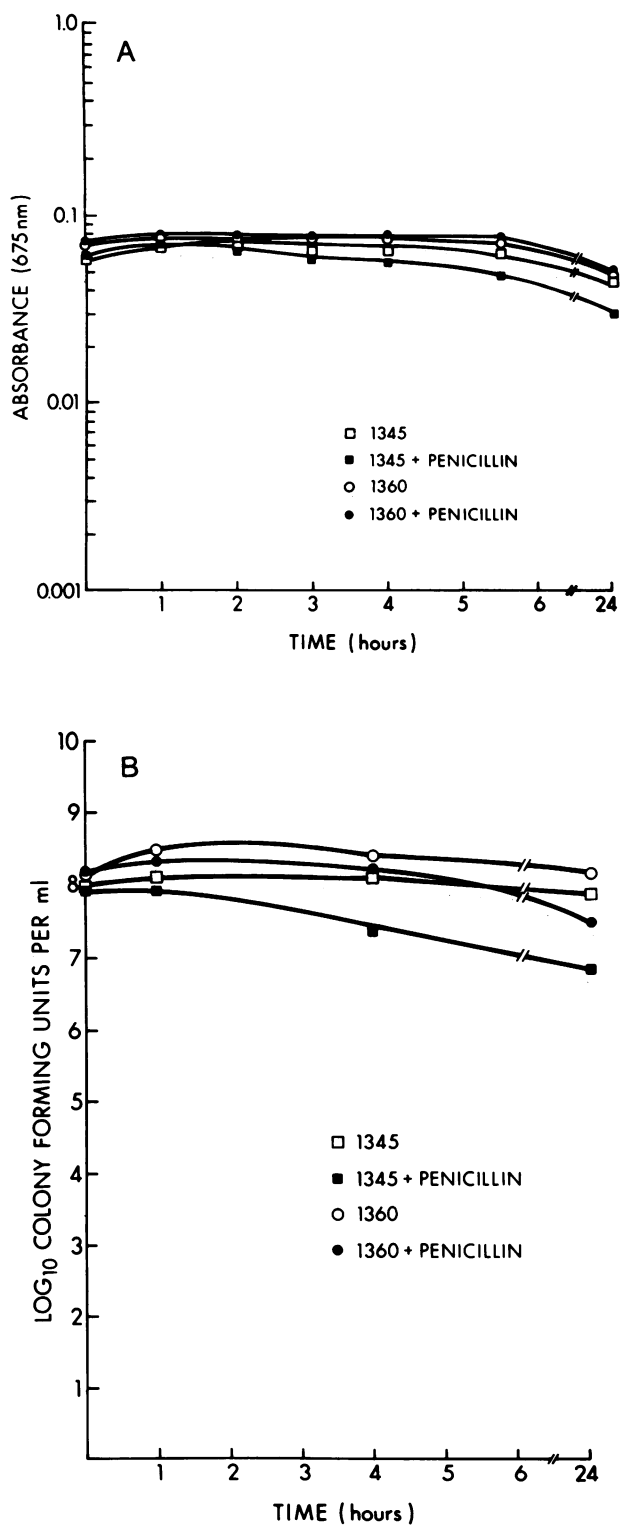 A
1.0
0.1
0.01
0.001
ABSORBANCE (675nm)
1345
1345 + PENICILLIN
1360
1360 + PENICILLIN
1 2 3 4 5 6 24
TIME (hours)
B
10
9
8
7
6
5
4
3
2
1
LOG10 COLONY FORMING UNITS PER ml
1345
1345 + PENICILLIN
1360
1360 + PENICILLIN
1 2 3 4 5 6 24
TIME (hours)